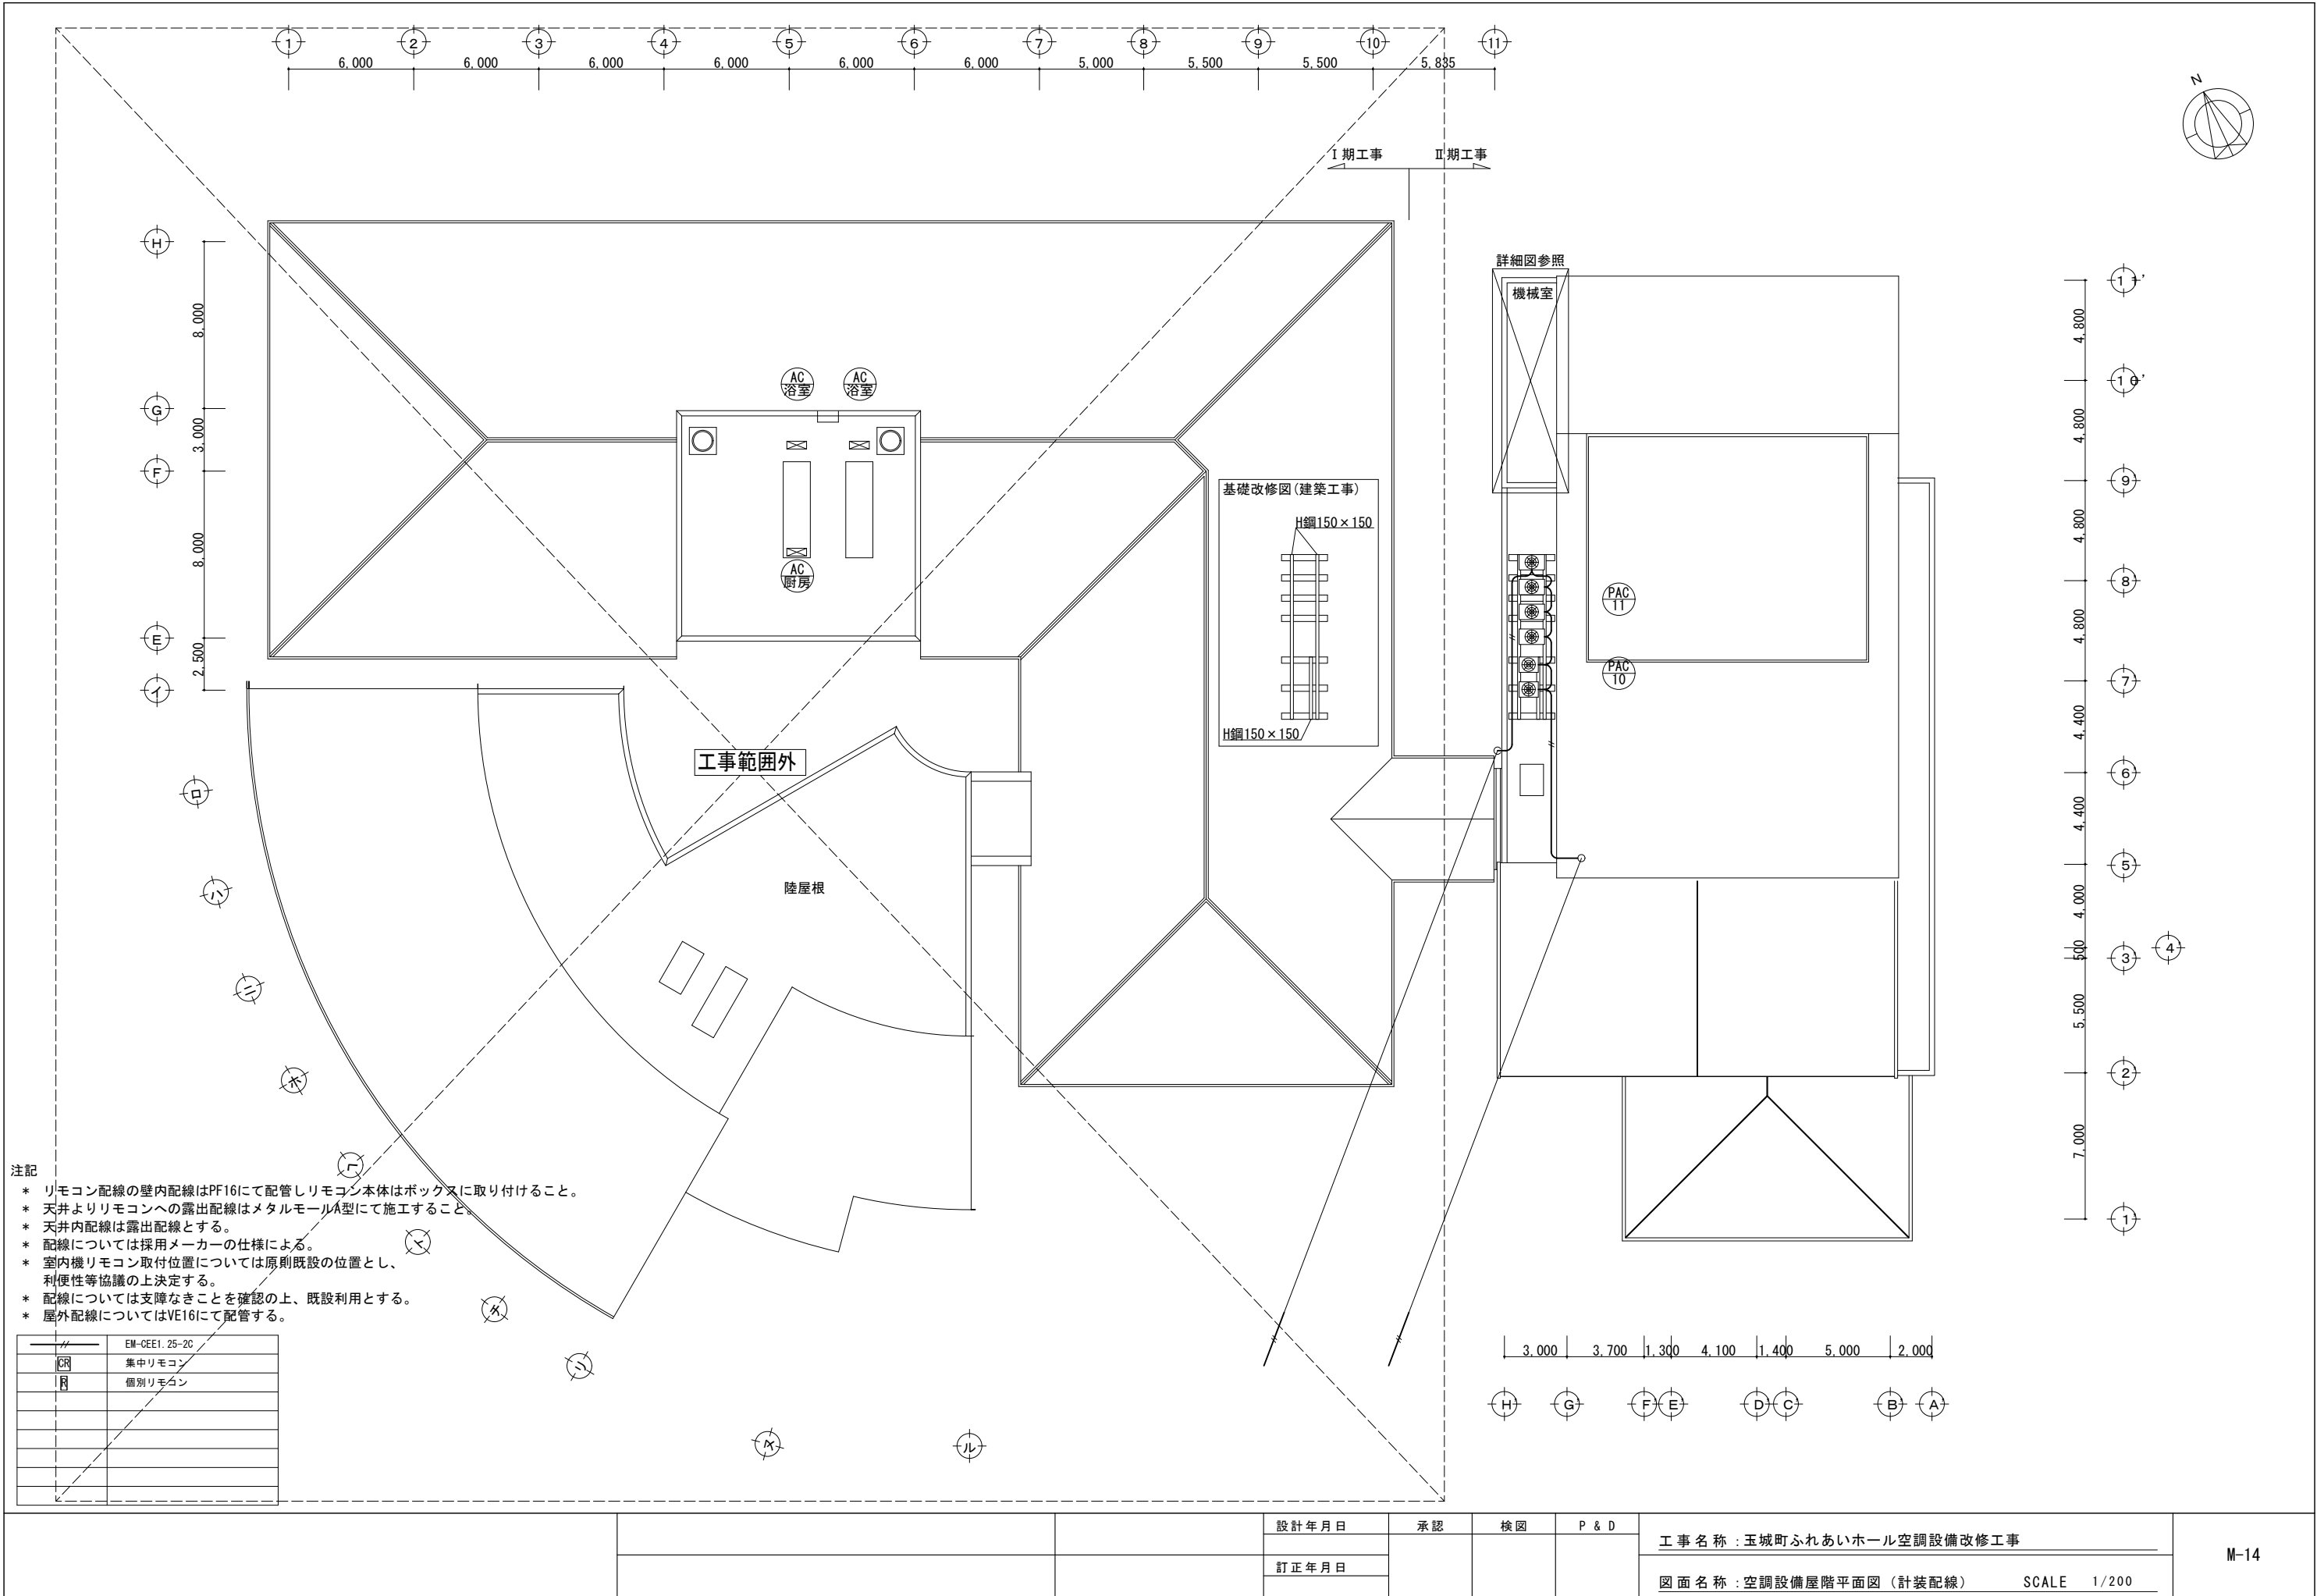 1 2 3 4 5 6 7 8 9 10 11
6,000 6,000 6,000 6,000 6,000 6,000 5,000 5,500 5,500 5,835
N
Ⅰ期工事 Ⅱ期工事
H
G
F
E
イ
8,000
3,000
8,000
2,500
詳細図参照
機械室
AC 浴室
AC 浴室
AC 厨房
基礎改修図(建築工事)
H鋼150×150
H鋼150×150
PAC 11
PAC 10
工事範囲外
陸屋根
11'
10'
9'
8'
7'
6'
5'
4'
3'
2'
1'
4,800
4,800
4,800
4,800
4,400
4,400
4,000
500
5,500
7,000
ロ
ハ
ニ
ホ
ヘ
ト
チ
リ
ヌ
ル
注記
* リモコン配線の壁内配線はPF16にて配管しリモコン本体はボックスに取り付けること。
* 天井よりリモコンへの露出配線はメタルモールA型にて施工すること。
* 天井内配線は露出配線とする。
* 配線については採用メーカーの仕様による。
* 室内機リモコン取付位置については原則既設の位置とし、
利便性等協議の上決定する。
* 配線については支障なきことを確認の上、既設利用とする。
* 屋外配線についてはVE16にて配管する。
EM-CEE1.25-2C
CR 集中リモコン
R 個別リモコン
3,000 3,700 1,300 4,100 1,400 5,000 2,000
H' G' F' E' D' C' B' A'
設計年月日 承認 検図 P & D
訂正年月日
工事名称:玉城町ふれあいホール空調設備改修工事
図面名称:空調設備屋階平面図(計装配線) SCALE 1/200
M-14